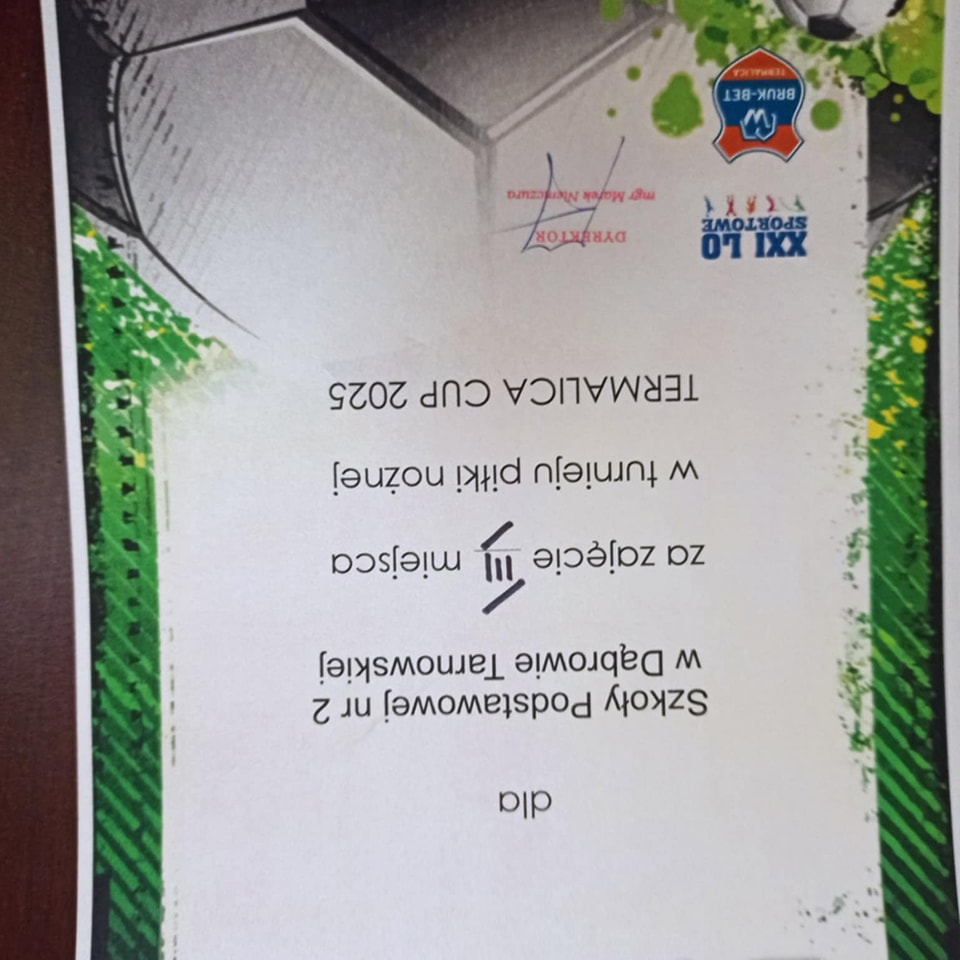 dla
Szkoły Podstawowej nr 2
w Dąbrowie Tarnowskiej
za zajęcie III miejsca
w turnieju piłki nożnej
TERMALICA CUP 2025
XXI LO
SPORTOWE
DYREKTOR
mgr Marek Niemczura
BRUK-BET
TERMALICA